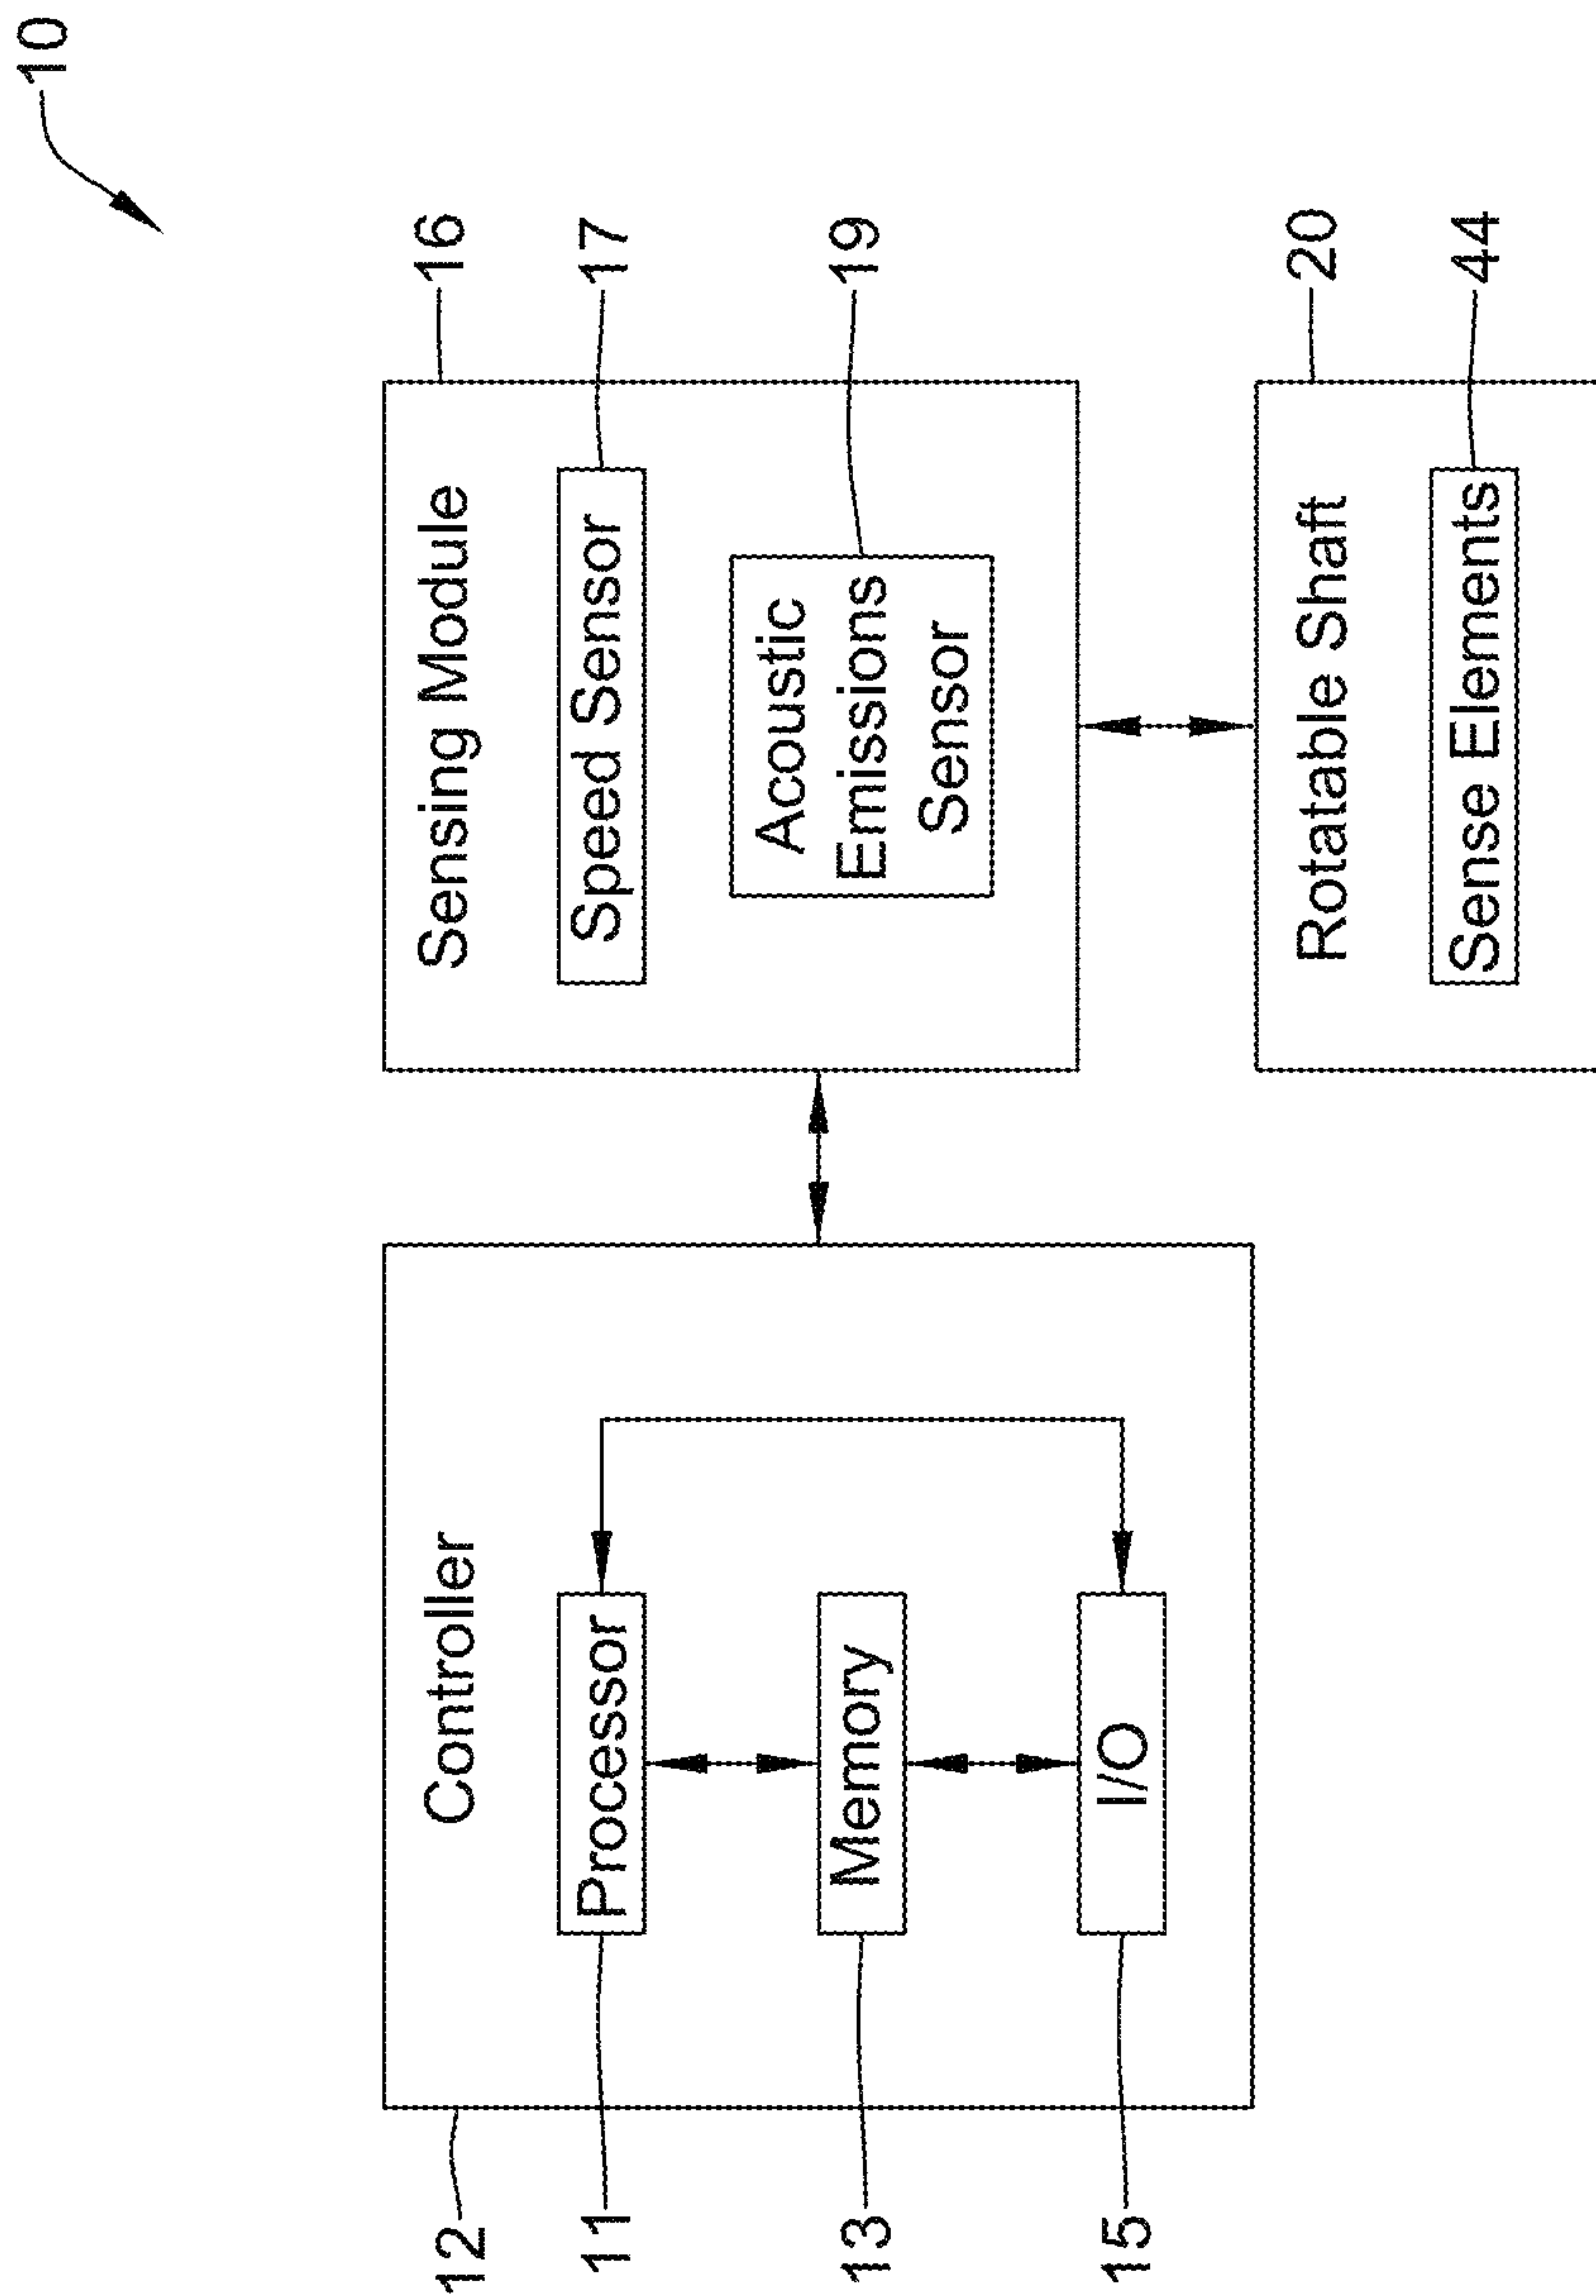 10
12
Controller
11
Processor
13
Memory
15
I/O
16
Sensing Module
17
Speed Sensor
19
Acoustic
Emissions
Sensor
20
Rotatable Shaft
44
Sense Elements